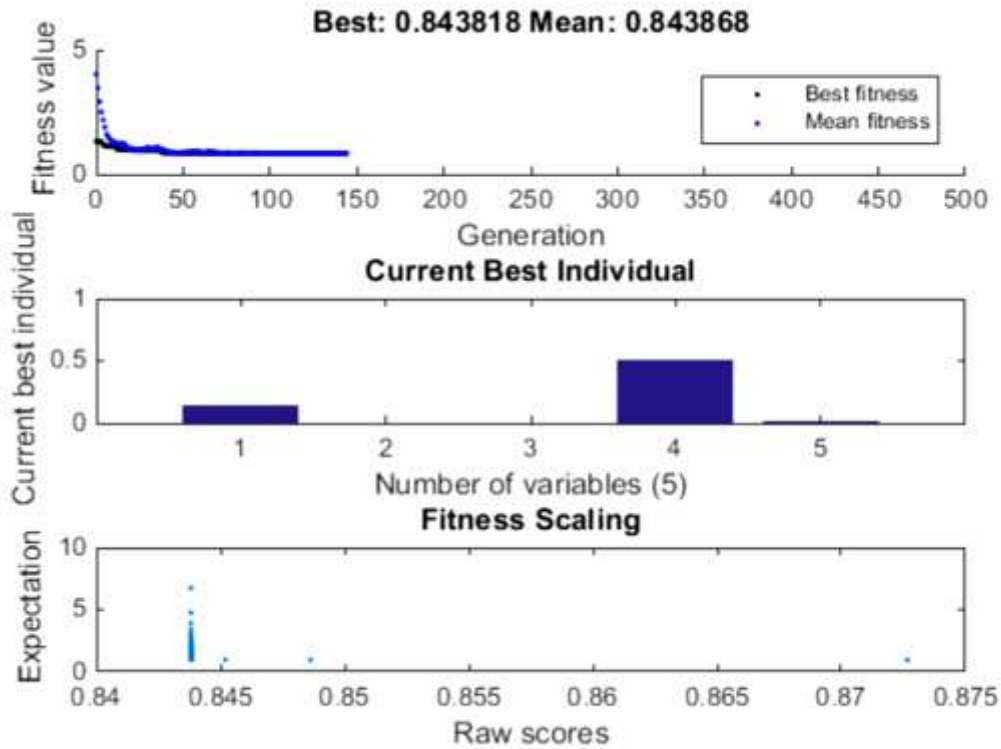 Best: 0.843818 Mean: 0.843868
Fitness value
5
0
Best fitness
Mean fitness
0 50 100 150 200 250 300 350 400 450 500
Generation
Current Best Individual
Current best individual
1
0.5
0
1 2 3 4 5
Number of variables (5)
Fitness Scaling
Expectation
10
5
0
0.84 0.845 0.85 0.855 0.86 0.865 0.87 0.875
Raw scores